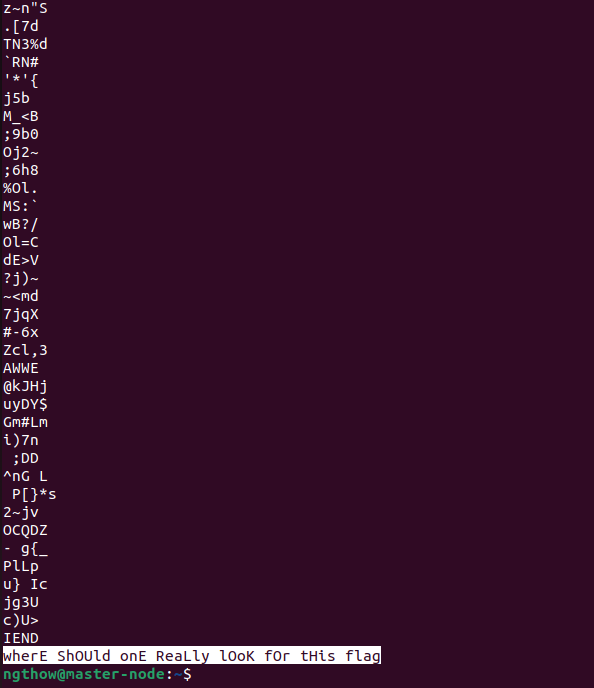 z~n"S
.[7d
TN3%d
`RN#
'*'{
j5b
M_<B
;9b0
Oj2~
;6h8
%Ol.
MS:`
wB?/
Ol=C
dE>V
?j)~
~<md
7jqX
#-6x
Zcl,3
AWWE
@kJHj
uyDY$
Gm#Lm
i)7n
 ;DD
^nG L
 P[}*s
2~jv
OCQDZ
- g{_
PlLp
u} Ic
jg3U
c)U>
IEND
wherE ShOUld onE ReaLly lOoK fOr tHis flag
ngthow@master-node:~$